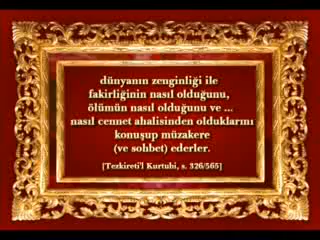 dünyanın zenginliği ile
fakirliğinin nasıl olduğunu,
ölümün nasıl olduğunu ve ...
nasıl cennet ahalisinden olduklarını
konuşup müzakere
(ve sohbet) ederler.
[Tezkireti'l Kurtubi, s. 326/565]